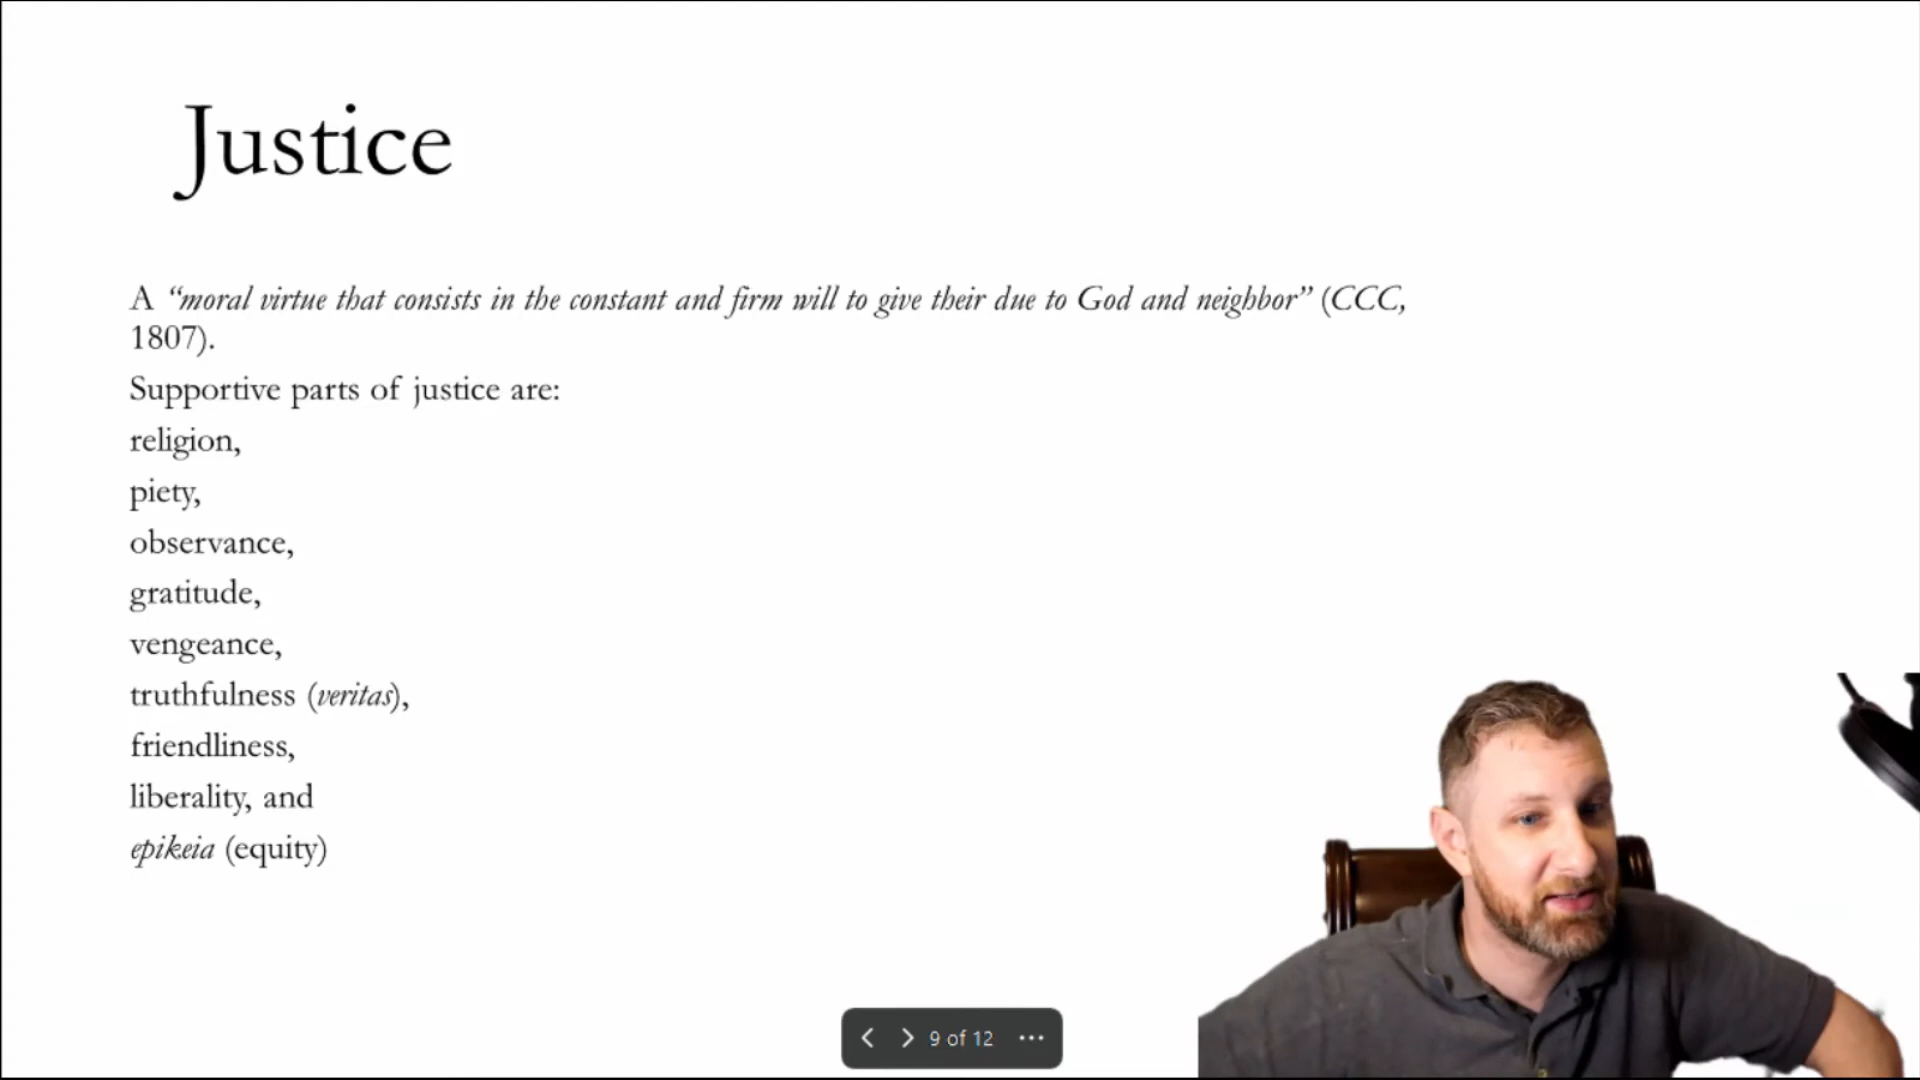 Justice
A “moral virtue that consists in the constant and firm will to give their due to God and neighbor” (CCC,
1807).
Supportive parts of justice are:
religion,
piety,
observance,
gratitude,
vengeance,
truthfulness (veritas),
friendliness,
liberality, and
epikeia (equity)
9 of 12